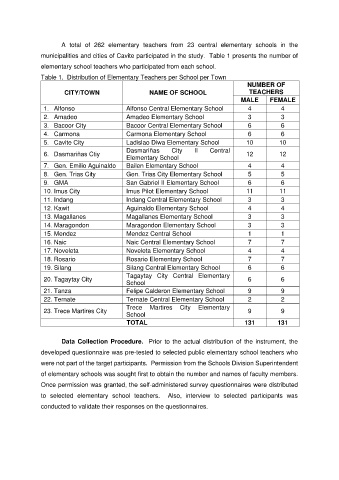 A total of 262 elementary teachers from 23 central elementary schools in the
municipalities and cities of Cavite participated in the study. Table 1 presents the number of
elementary school teachers who participated from each school.
Table 1. Distribution of Elementary Teachers per School per Town
CITY/TOWN NAME OF SCHOOL NUMBER OF TEACHERS
MALE FEMALE
1. Alfonso Alfonso Central Elementary School 4 4
2. Amadeo Amadeo Elementary School 3 3
3. Bacoor City Bacoor Central Elementary School 6 6
4. Carmona Carmona Elementary School 6 6
5. Cavite City Ladislao Diwa Elementary School 10 10
6. Dasmariñas City Dasmariñas City II Central Elementary School 12 12
7. Gen. Emilio Aguinaldo Bailen Elementary School 4 4
8. Gen. Trias City Gen. Trias City Elementary School 5 5
9. GMA San Gabriel II Elementary School 6 6
10. Imus City Imus Pilot Elementary School 11 11
11. Indang Indang Central Elementary School 3 3
12. Kawit Aguinaldo Elementary School 4 4
13. Magallanes Magallanes Elementary School 3 3
14. Maragondon Maragondon Elementary School 3 3
15. Mendez Mendez Central School 1 1
16. Naic Naic Central Elementary School 7 7
17. Noveleta Noveleta Elementary School 4 4
18. Rosario Rosario Elementary School 7 7
19. Silang Silang Central Elementary School 6 6
20. Tagaytay City Tagaytay City Central Elementary School 6 6
21. Tanza Felipe Calderon Elementary School 9 9
22. Ternate Ternate Central Elementary School 2 2
23. Trece Martires City Trece Martires City Elementary School 9 9
TOTAL 131 131
Data Collection Procedure. Prior to the actual distribution of the instrument, the
developed questionnaire was pre-tested to selected public elementary school teachers who
were not part of the target participants. Permission from the Schools Division Superintendent
of elementary schools was sought first to obtain the number and names of faculty members.
Once permission was granted, the self-administered survey questionnaires were distributed
to selected elementary school teachers. Also, interview to selected participants was
conducted to validate their responses on the questionnaires.